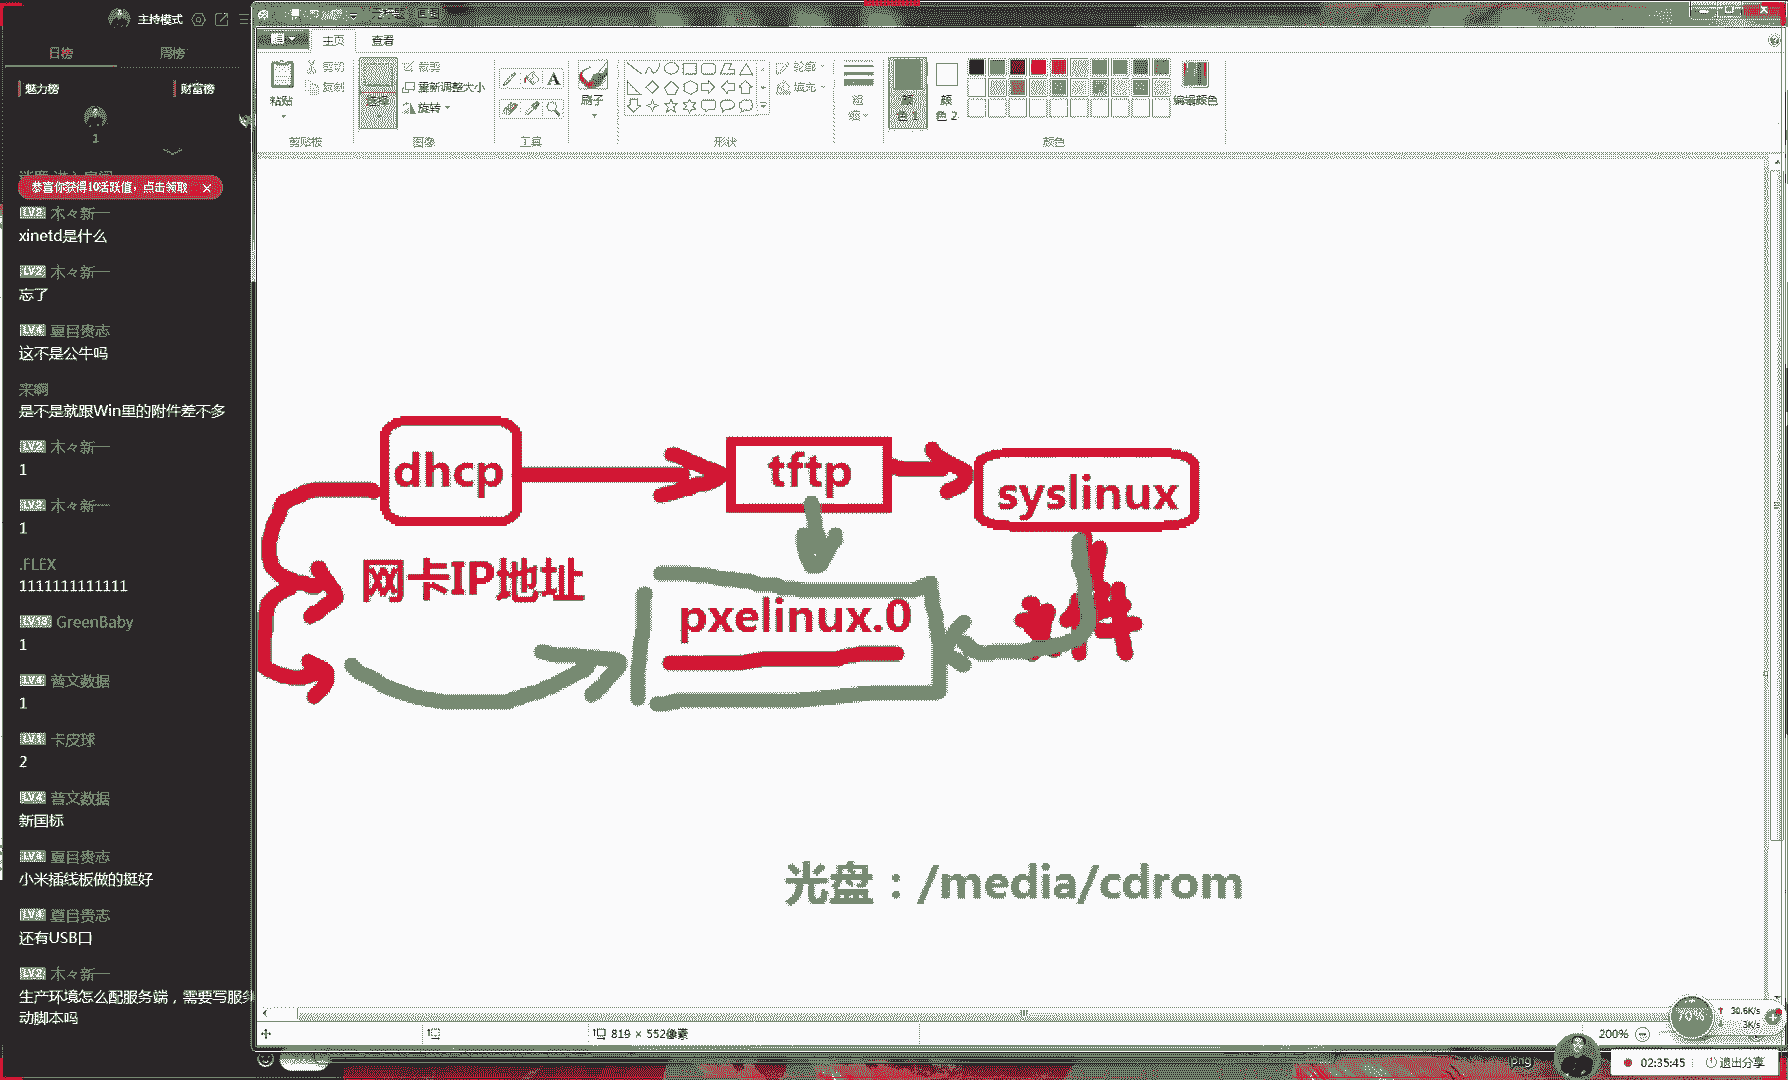 主持模式
日榜 周榜
魅力榜 财富榜
1
恭喜你获得10活跃值，点击领取
LV2 木々新一
xinetd是什么
LV2 木々新一
忘了
LV4 夏目贵志
这不是公牛吗
来啊
是不是就跟Win里的附件差不多
LV2 木々新一
1
LV2 木々新一
1
.FLEX
1111111111111
LV13 GreenBaby
1
LV4 普文数据
1
LV1 卡皮球
2
LV4 普文数据
新国标
LV4 夏目贵志
小米插线板做的挺好
LV4 夏目贵志
还有USB口
LV2 木々新一
生产环境怎么配服务端，需要写服务
动脚本吗
主页 查看
粘贴
剪切
复制
剪贴板
选择
裁剪
重新调整大小
旋转
图像
A
工具
刷子
轮廓
填充
形状
粗
细
颜
色 1
颜
色 2
编辑颜色
颜色
dhcp
tftp
syslinux
网卡IP地址
pxelinux.0
文件
光盘：/media/cdrom
819 × 552像素
200%
70%
30.6K/s
3K/s
png
02:35:45
退出分享